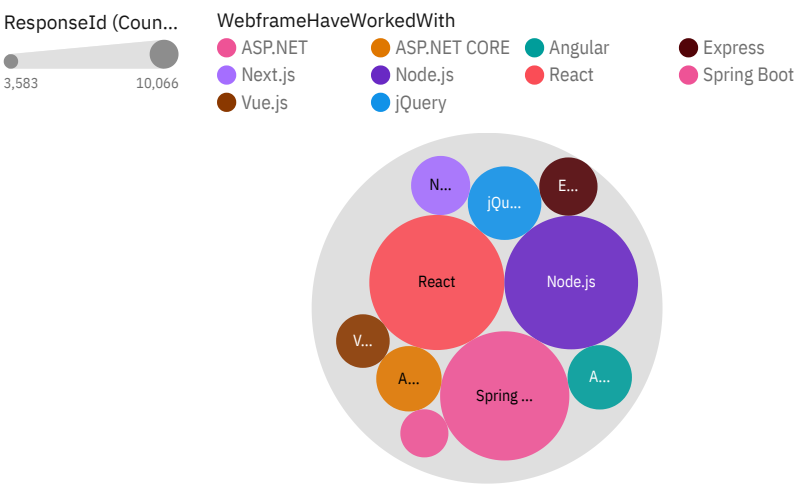 ResponseId (Coun...
3,583 10,066
WebframeHaveWorkedWith
ASP.NET ASP.NET CORE Angular Express
Next.js Node.js React Spring Boot
Vue.js jQuery
N...
jQu...
E...
React
Node.js
V...
A...
Spring ...
A...